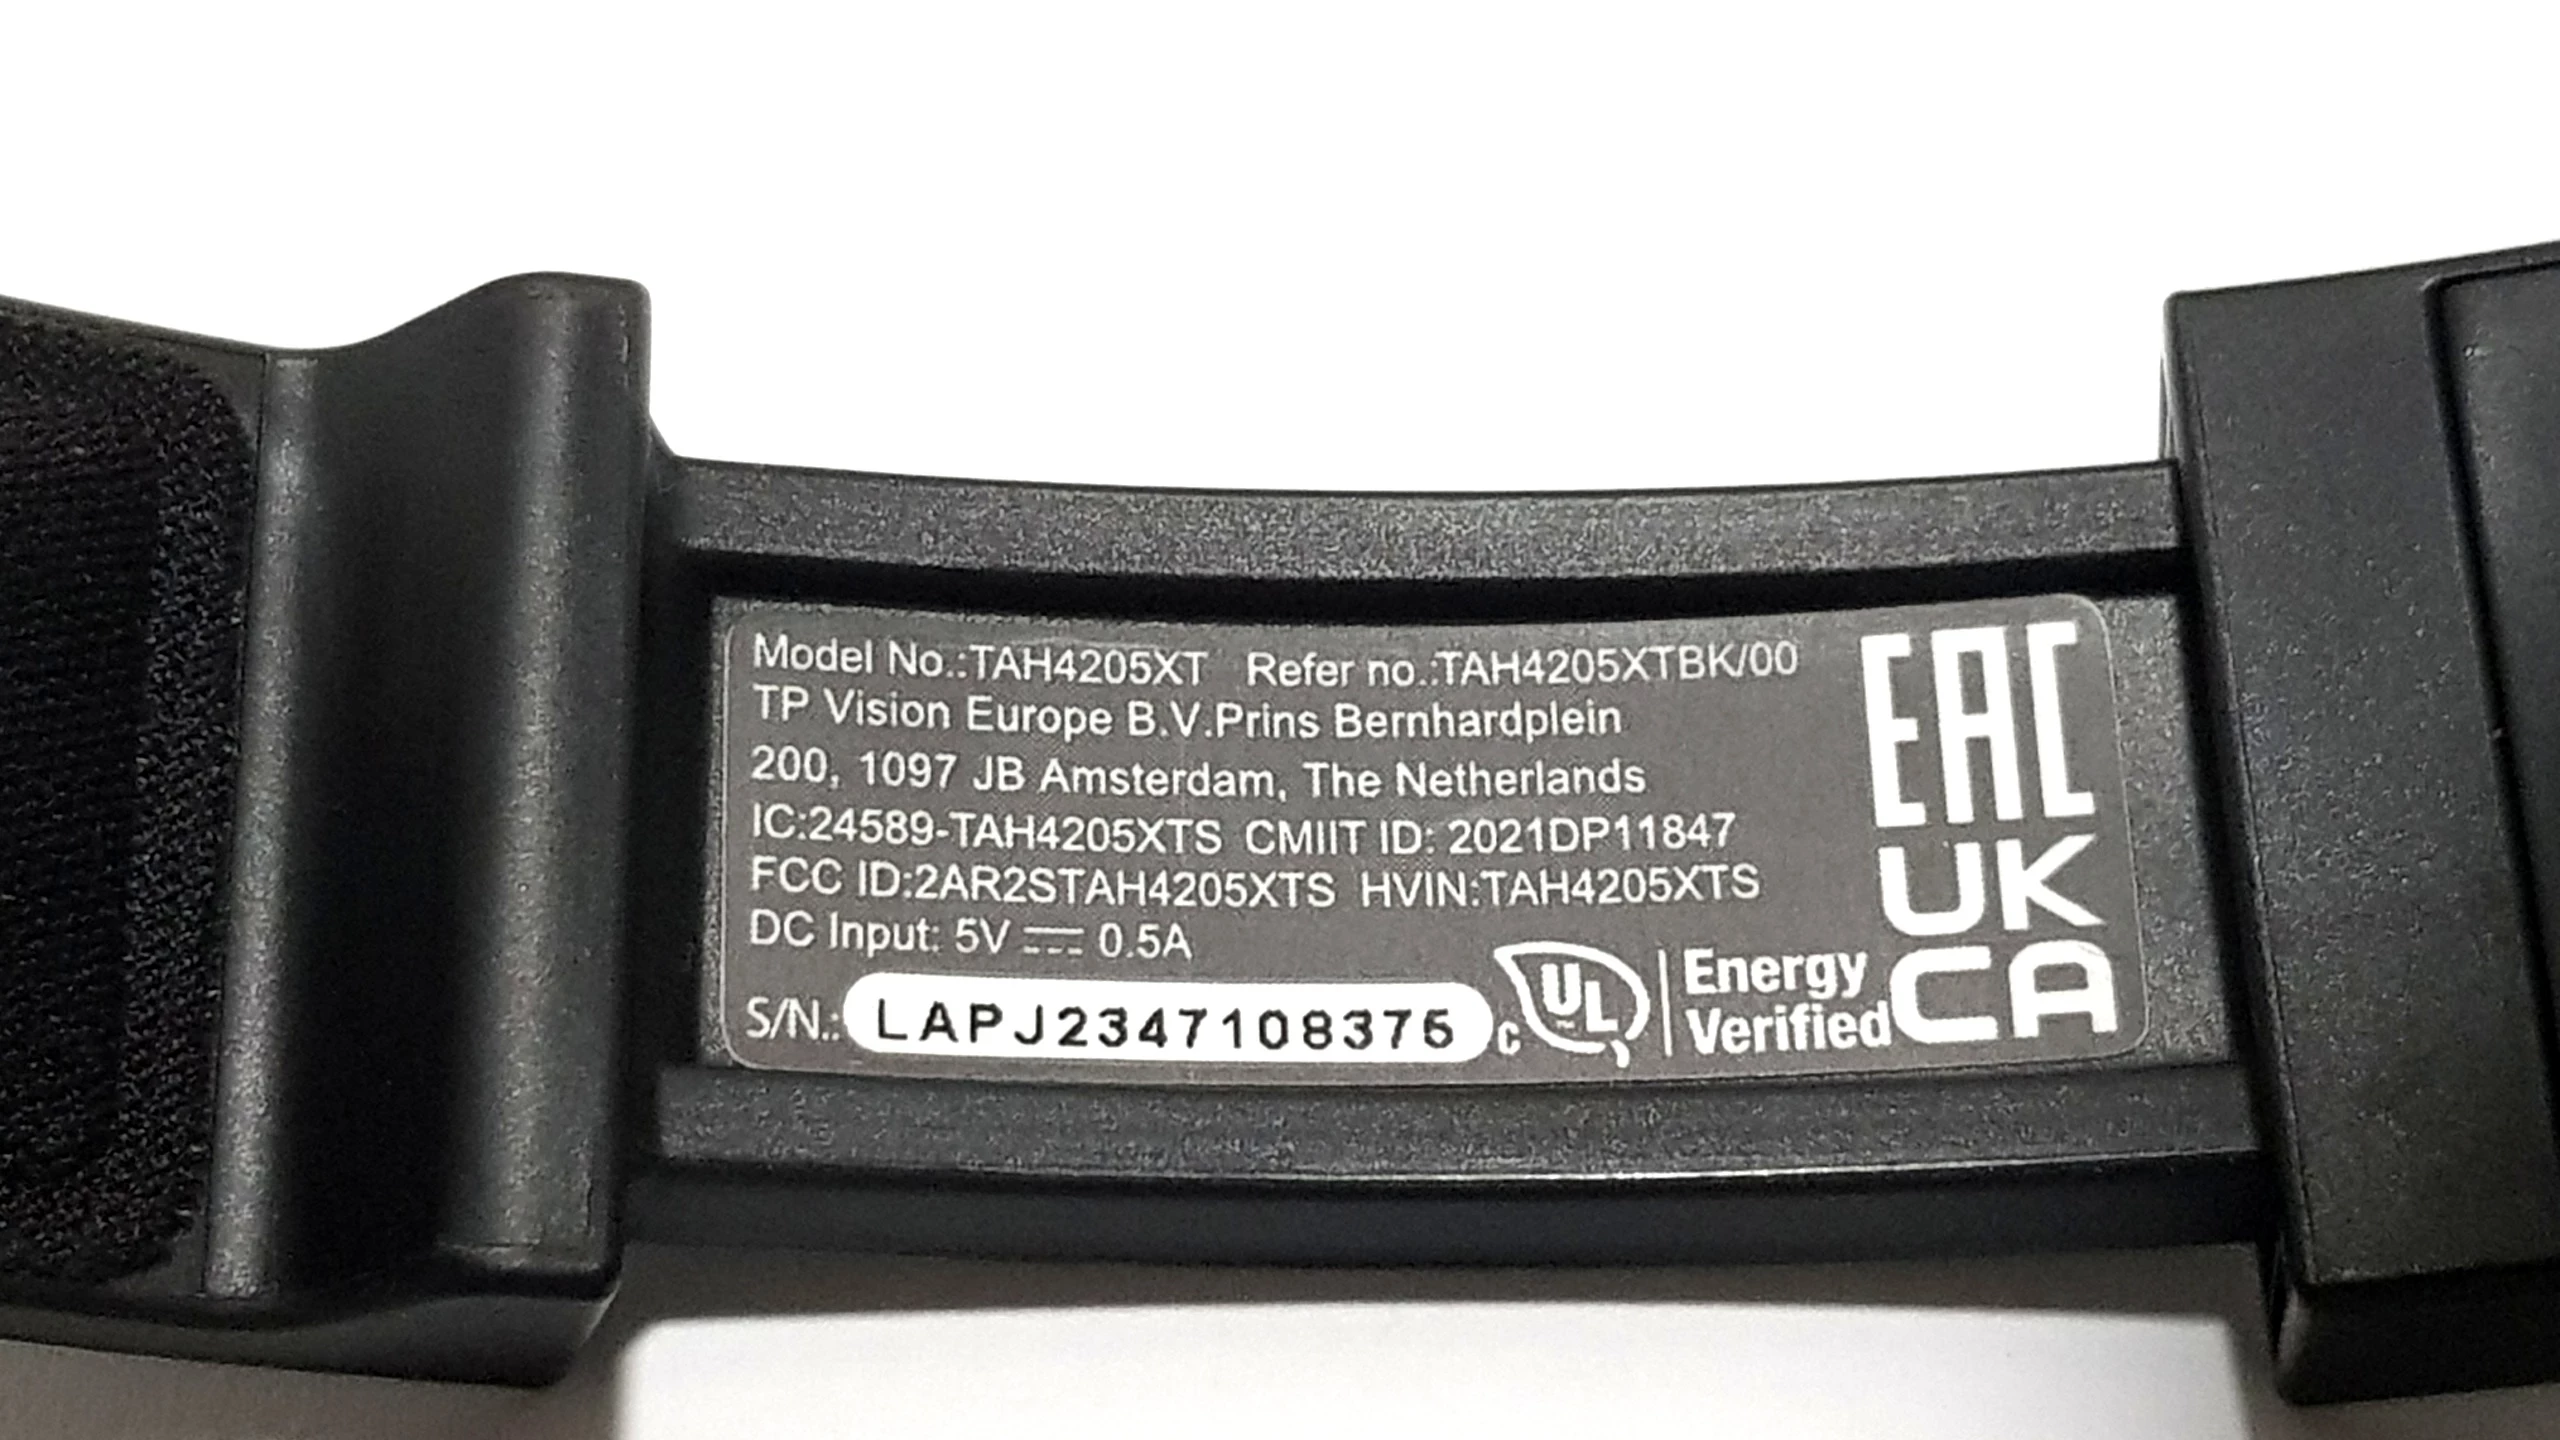 Model No.:TAH4205XT Refer no.:TAH4205XTBK/00
TP Vision Europe B.V.Prins Bernhardplein
200, 1097 JB Amsterdam, The Netherlands
IC:24589-TAH4205XTS CMIIT ID: 2021DP11847
FCC ID:2AR2STAH4205XTS HVIN:TAH4205XTS
DC Input: 5V ⎓ 0.5A
S/N.: LAPJ2347108376
c UL Energy
Verified
EAC
UK
CA